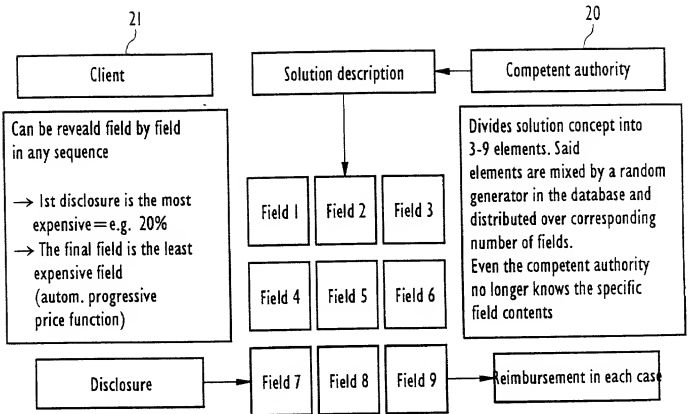 21
20
Client
Solution description
Competent authority
Can be reveald field by field
in any sequence
→ 1st disclosure is the most
expensive=e.g. 20%
→ The final field is the least
expensive field
(autom. progressive
price function)
Divides solution concept into
3-9 elements. Said
elements are mixed by a random
generator in the database and
distributed over corresponding
number of fields.
Even the competent authority
no longer knows the specific
field contents
Field 1
Field 2
Field 3
Field 4
Field 5
Field 6
Disclosure
Field 7
Field 8
Field 9
Reimbursement in each case